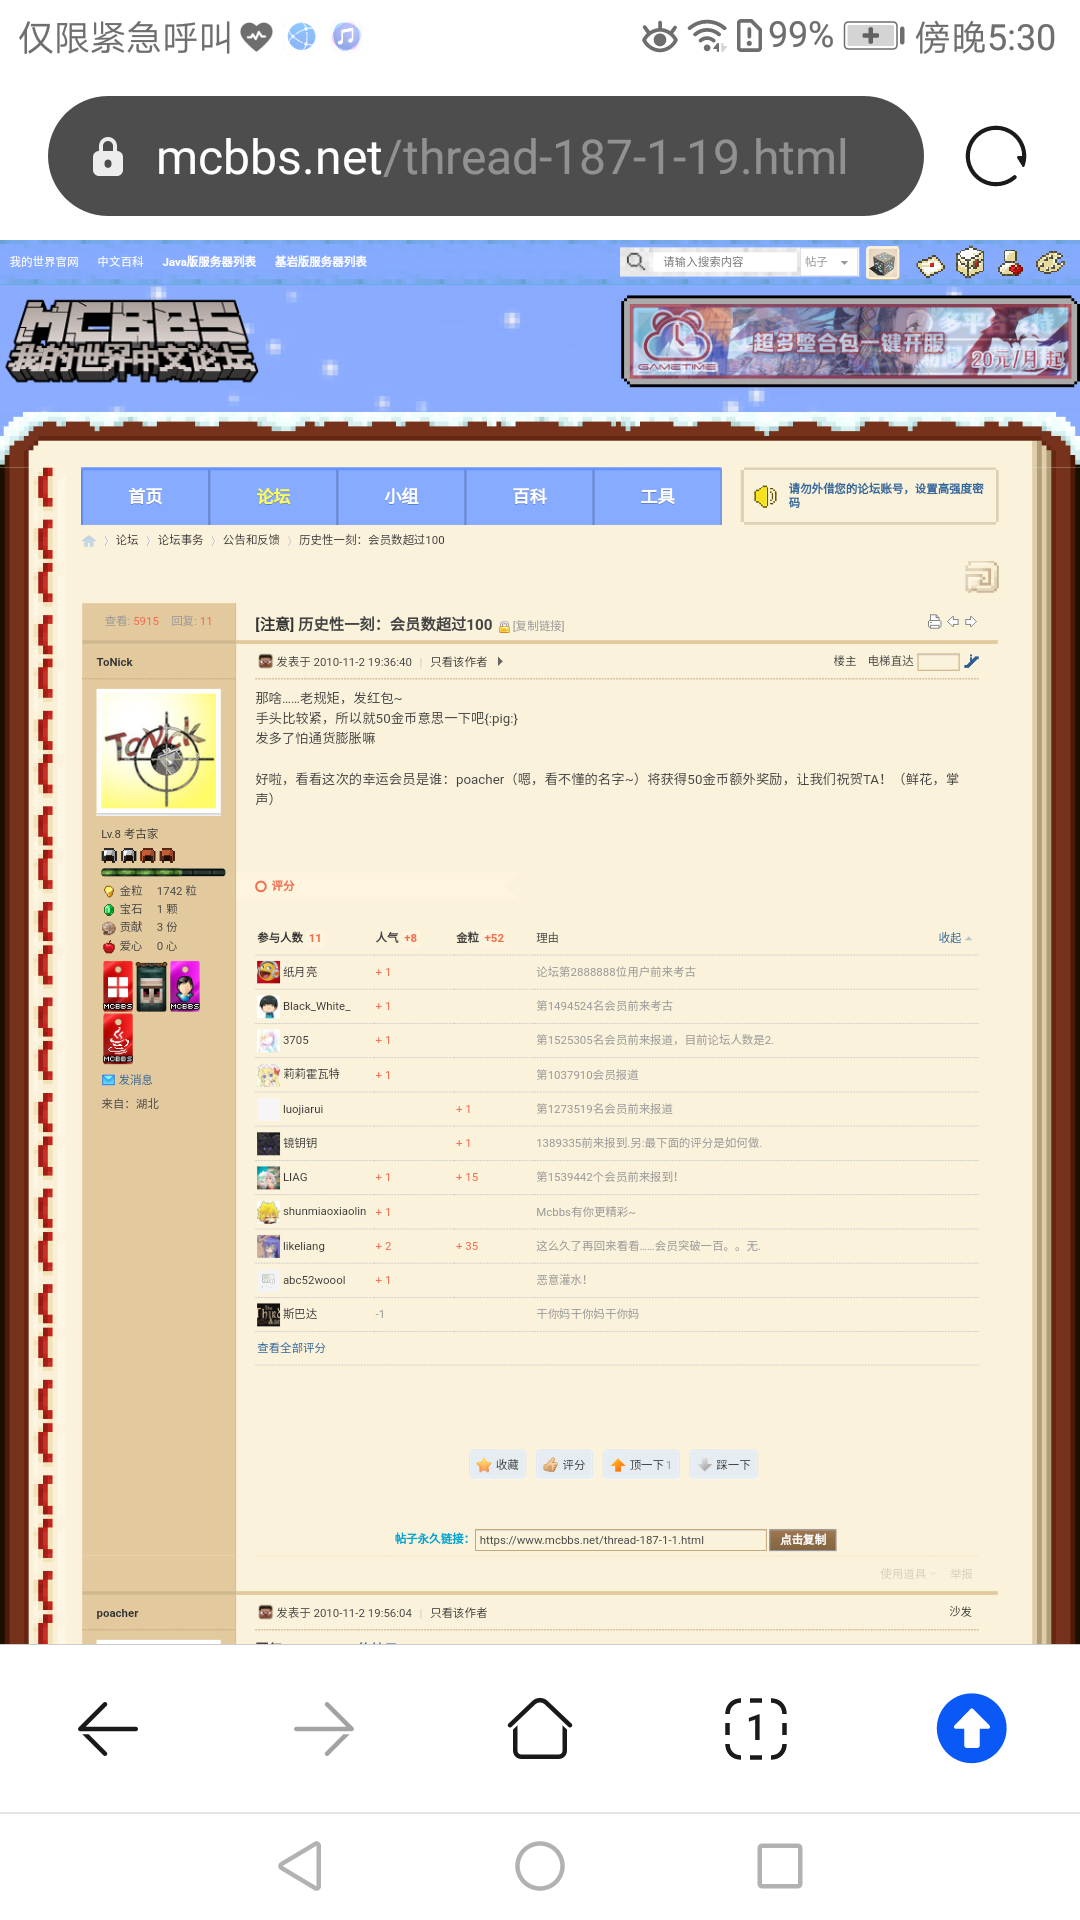 仅限紧急呼叫 99% 傍晚5:30
mcbbs.net/thread-187-1-19.html
我的世界官网 中文百科 Java版服务器列表 基岩版服务器列表 请输入搜索内容 帖子
MCBBS
我的世界中文论坛
GAMETIME 超多整合包一键开服 20元/月 起
首页 论坛 小组 百科 工具
请勿外借您的论坛账号，设置高强度密
码
论坛 论坛事务 公告和反馈 历史性一刻：会员数超过100
查看: 5915 回复: 11
[注意] 历史性一刻：会员数超过100 [复制链接]
ToNick
发表于 2010-11-2 19:36:40 | 只看该作者
楼主 电梯直达
ToNick
那啥……老规矩，发红包~
手头比较紧，所以就50金币意思一下吧{:pig:}
发多了怕通货膨胀嘛
好啦，看看这次的幸运会员是谁：poacher（嗯，看不懂的名字~）将获得50金币额外奖励，让我们祝贺TA！（鲜花，掌
声）
Lv.8 考古家
金粒 1742 粒
宝石 1 颗
贡献 3 份
爱心 0 心
MCBBS MCBBS
MCBBS
发消息
来自：湖北
评分
参与人数 11 人气 +8 金粒 +52 理由 收起
纸月亮 + 1 论坛第2888888位用户前来考古
Black_White_ + 1 第1494524名会员前来考古
3705 + 1 第1525305名会员前来报道，目前论坛人数是2.
莉莉霍瓦特 + 1 第1037910会员报道
luojiarui + 1 第1273519名会员前来报道
镜钥钥 + 1 1389335前来报到.另:最下面的评分是如何做.
LIAG + 1 + 15 第1539442个会员前来报到！
shunmiaoxiaolin + 1 Mcbbs有你更精彩~
likeliang + 2 + 35 这么久了再回来看看……会员突破一百。。无.
abc52woool + 1 恶意灌水！
斯巴达 -1 干你妈干你妈干你妈
查看全部评分
收藏 评分 顶一下 1 踩一下
帖子永久链接： https://www.mcbbs.net/thread-187-1-1.html 点击复制
使用道具 举报
poacher
发表于 2010-11-2 19:56:04 | 只看该作者
沙发
1